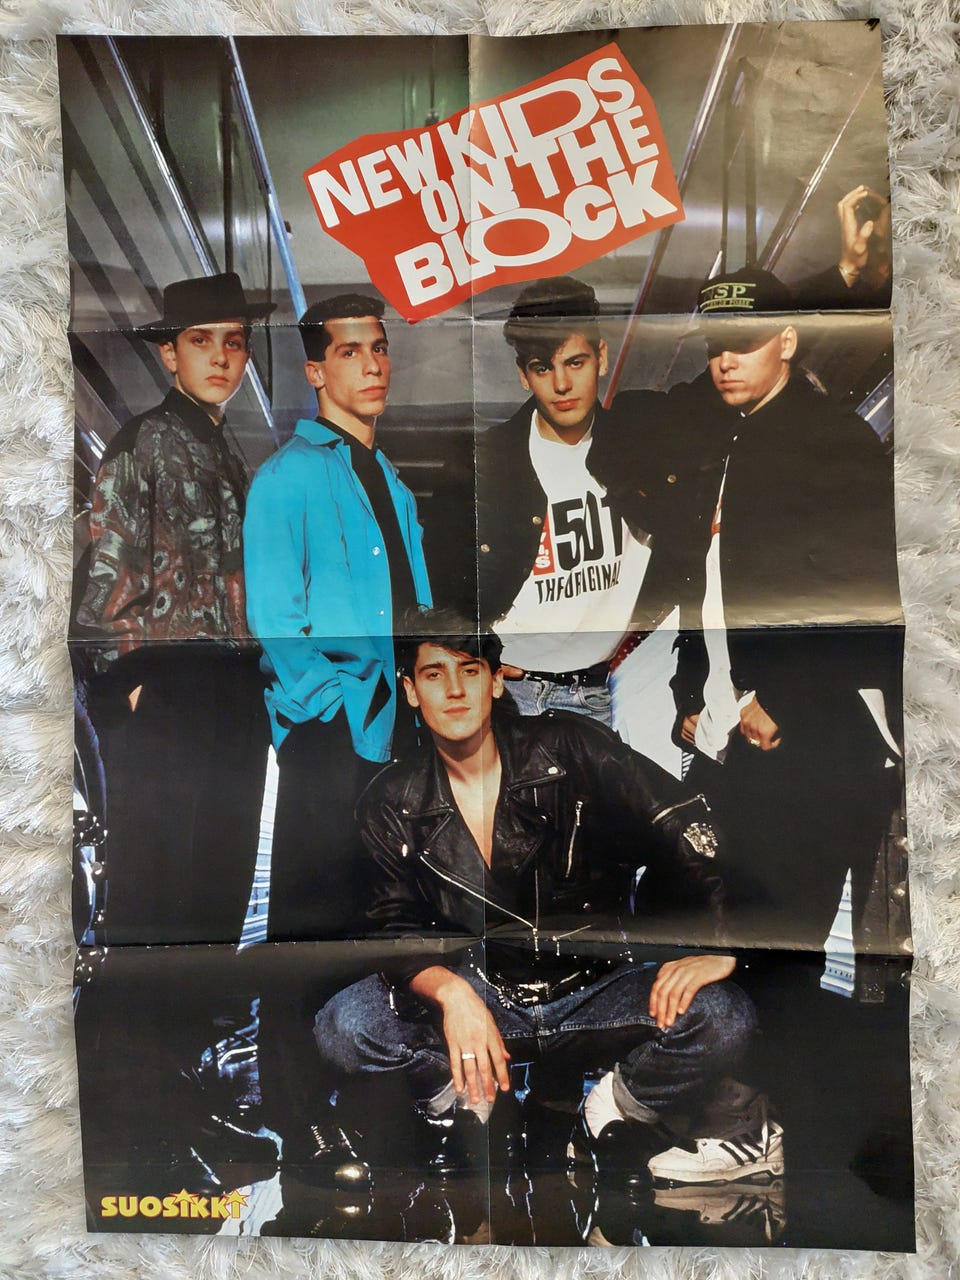 NEW KIDS
ON THE
BLOCK
SP
501
THE ORIGINAL
SUOSIKKI